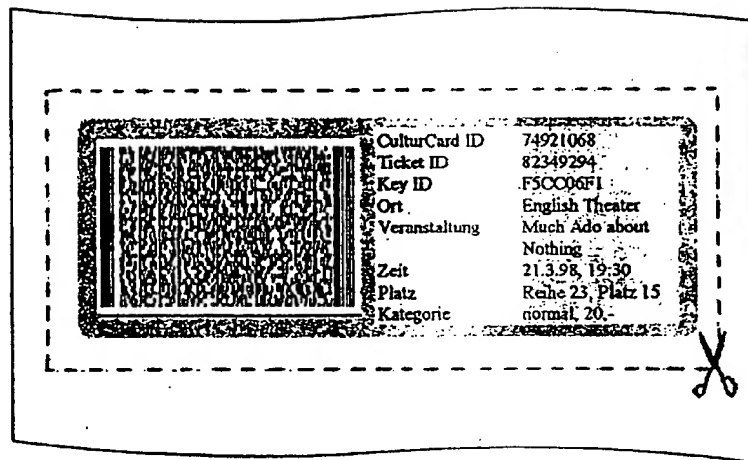 CulturCard ID 74921068
Ticket ID 82349294
Key ID F5CC06F1
Ort English Theater
Veranstaltung Much Ado about
Nothing
Zeit 21.3.98, 19:30
Platz Reihe 23, Platz 15
Kategorie normal, 20,-